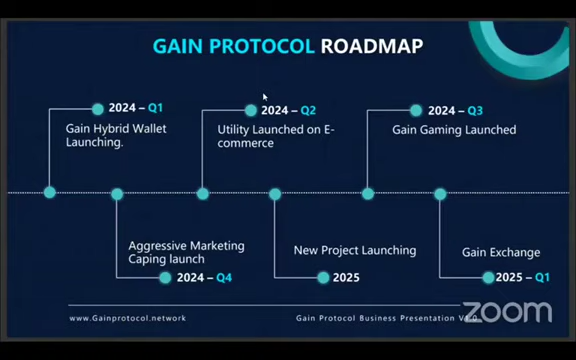 GAIN PROTOCOL ROADMAP
2024 – Q1
Gain Hybrid Wallet
Launching.
2024 – Q2
Utility Launched on E-
commerce
2024 – Q3
Gain Gaming Launched
Aggressive Marketing
Caping launch
2024 – Q4
New Project Launching
2025
Gain Exchange
2025 – Q1
www.Gainprotocol.network
Gain Protocol Business Presentation V1.0
zoom